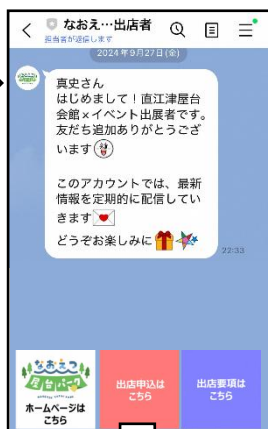 なおえ…出店者
担当者が返信します
2024年9月27日(金)
真史さん
はじめまして！直江津屋台
会館×イベント出展者です。
友だち追加ありがとうござ
います
このアカウントでは、最新
情報を定期的に配信してい
きます
どうぞお楽しみに
22:33
なおえつ
屋台パーク
ホームページは
こちら
出店申込は
こちら
出店要項は
こちら